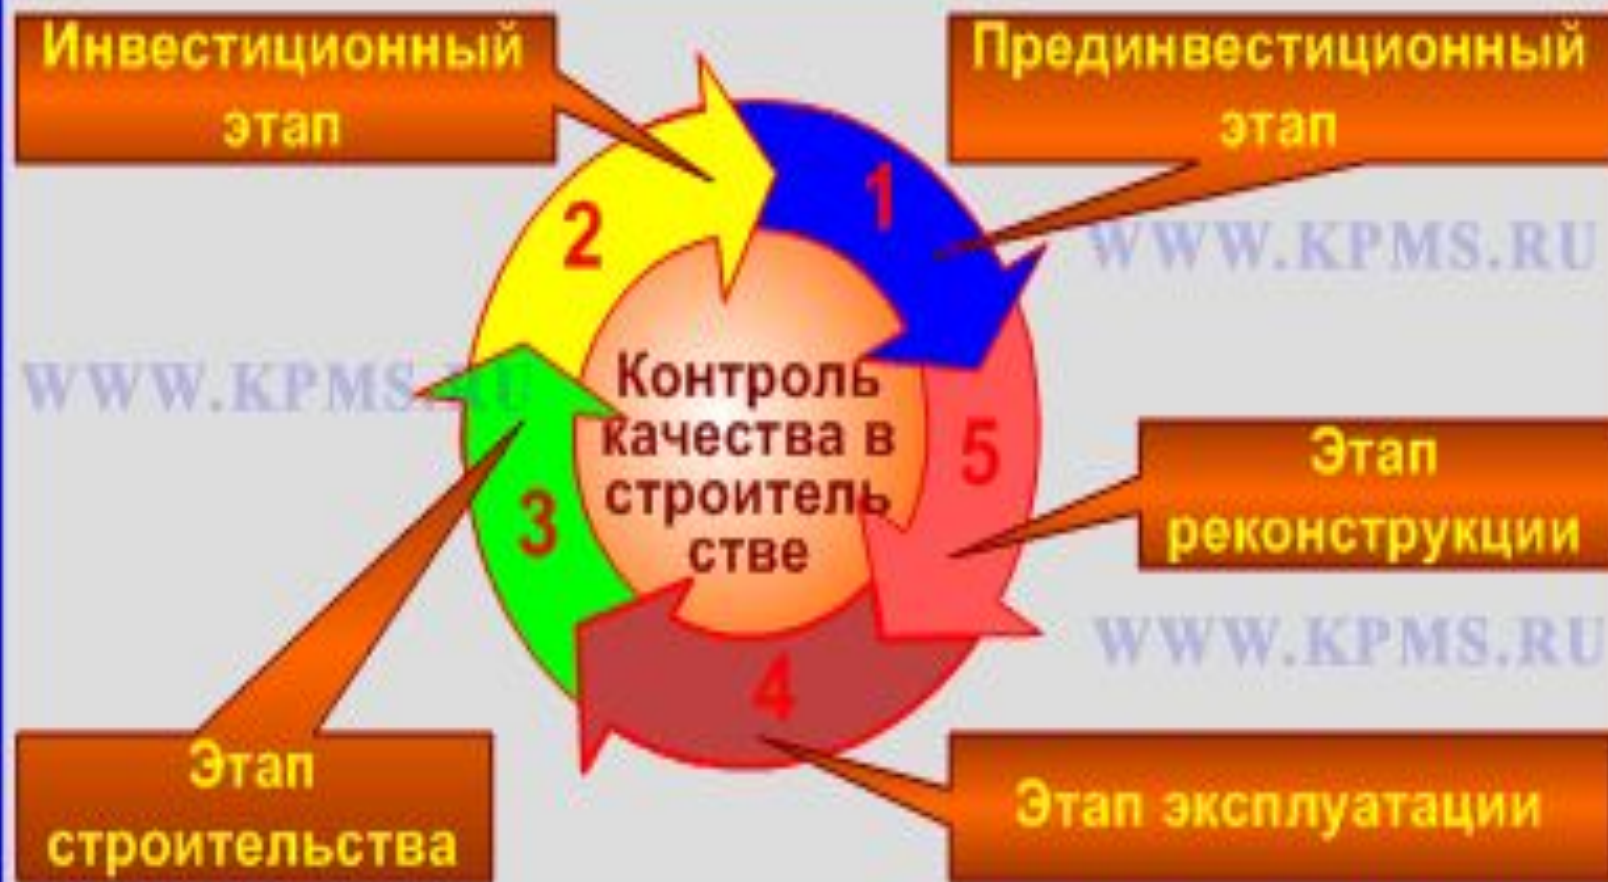 Инвестиционный
этап
Прединвестиционный
этап
1
2
WWW.KPMS.RU
WWW.KPMS.RU
Контроль
качества в
строитель
стве
5
Этап
реконструкции
3
WWW.KPMS.RU
4
Этап
строительства
Этап эксплуатации